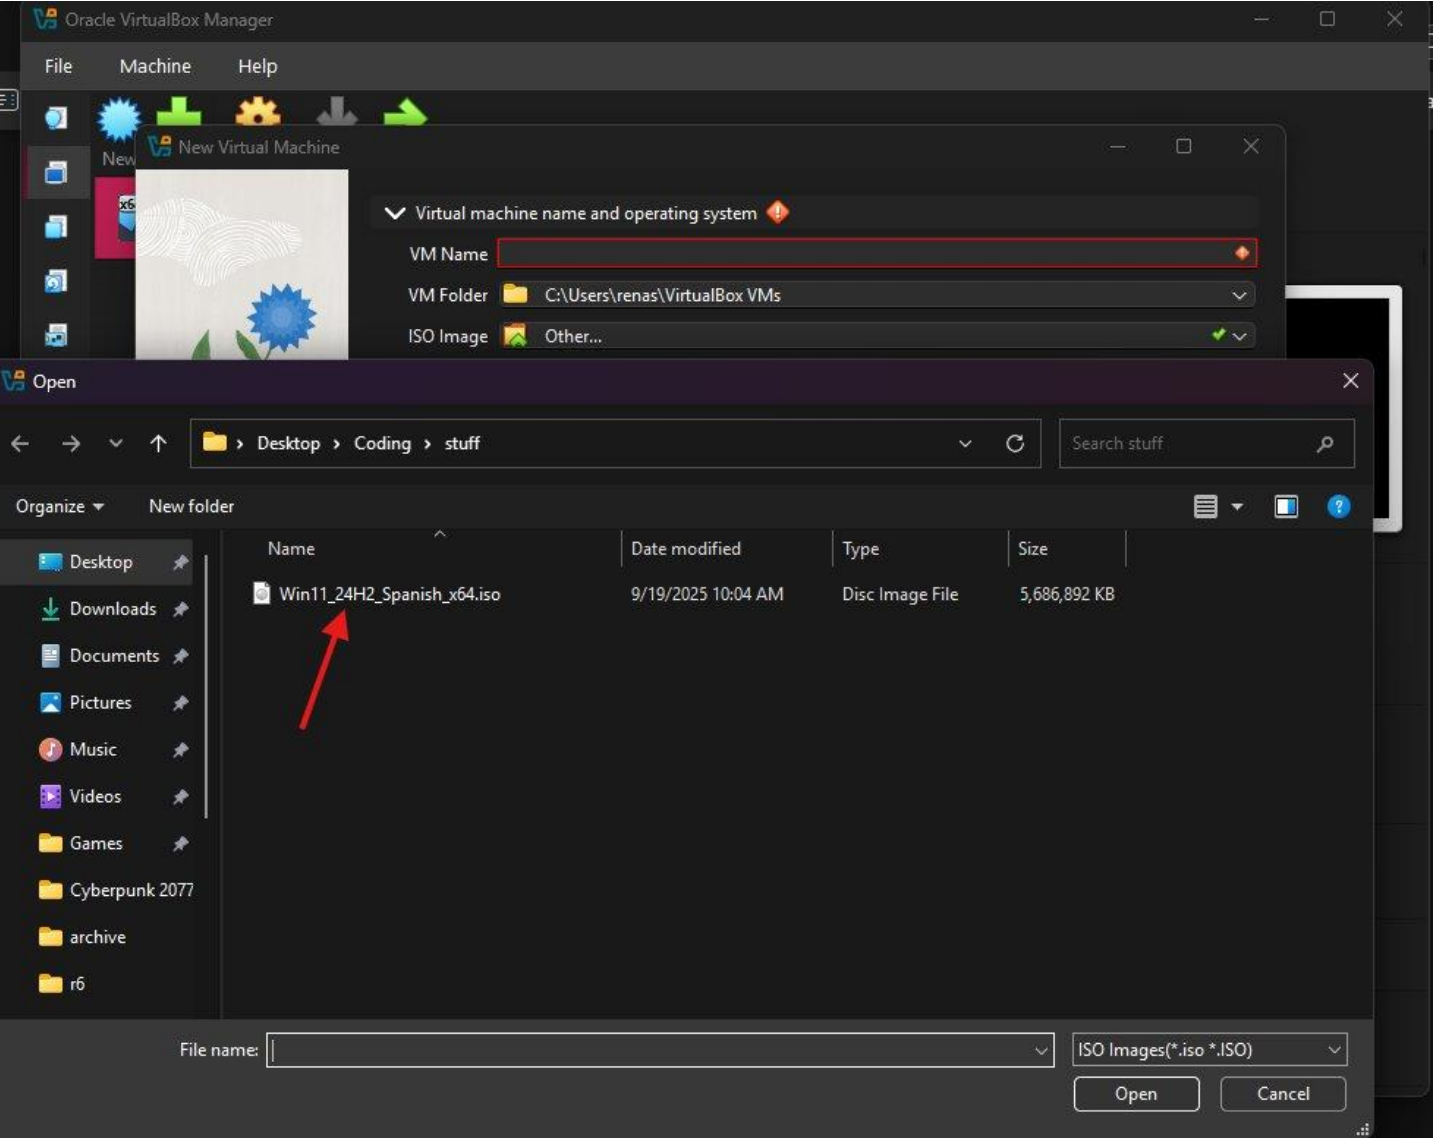 Oracle VirtualBox Manager
File Machine Help
New
New Virtual Machine
Virtual machine name and operating system
VM Name
VM Folder C:\Users\renas\VirtualBox VMs
ISO Image Other...
Open
Desktop > Coding > stuff
Search stuff
Organize New folder
Name Date modified Type Size
Win11_24H2_Spanish_x64.iso 9/19/2025 10:04 AM Disc Image File 5,686,892 KB
Desktop
Downloads
Documents
Pictures
Music
Videos
Games
Cyberpunk 2077
archive
r6
File name: ISO Images(*.iso *.ISO)
Open Cancel